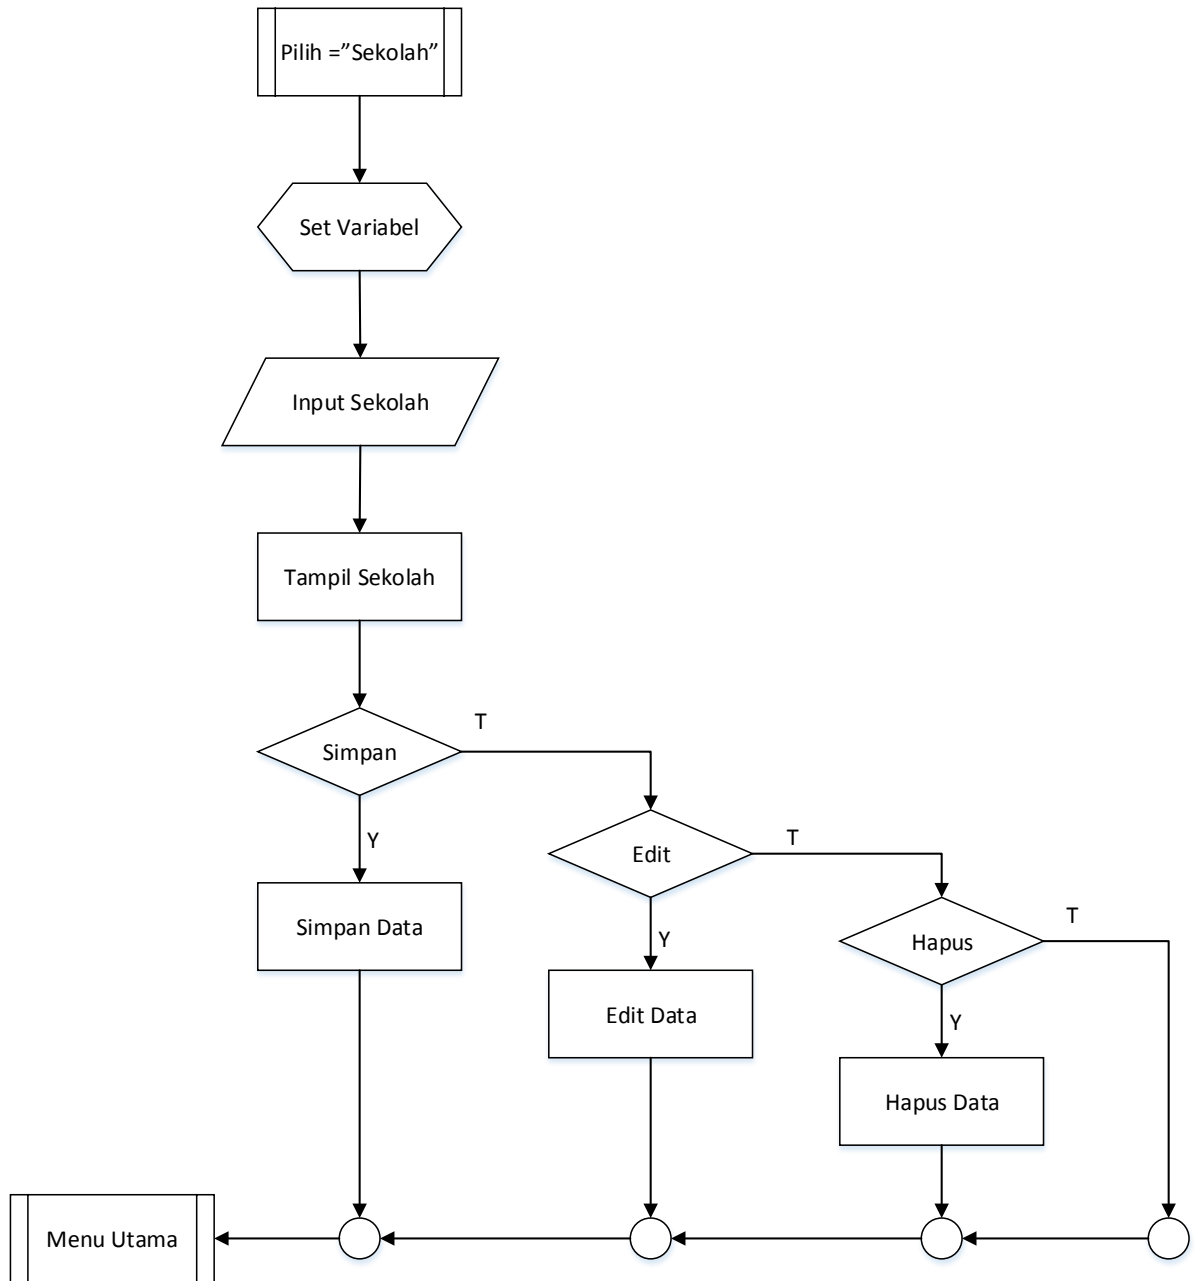 Pilih =”Sekolah”
Set Variabel
Input Sekolah
Tampil Sekolah
Simpan
T
Y
Simpan Data
Edit
T
Y
Edit Data
Hapus
T
Y
Hapus Data
Menu Utama